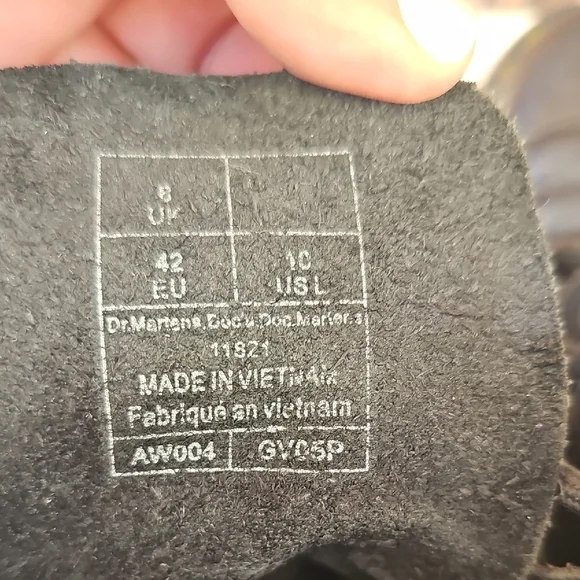 8
UK
42 10
EU US L
Dr.Martens.Doc's.Doc.Marten.s
11821
MADE IN VIETNAM
Fabriqué en vietnam
AW004 GV05P